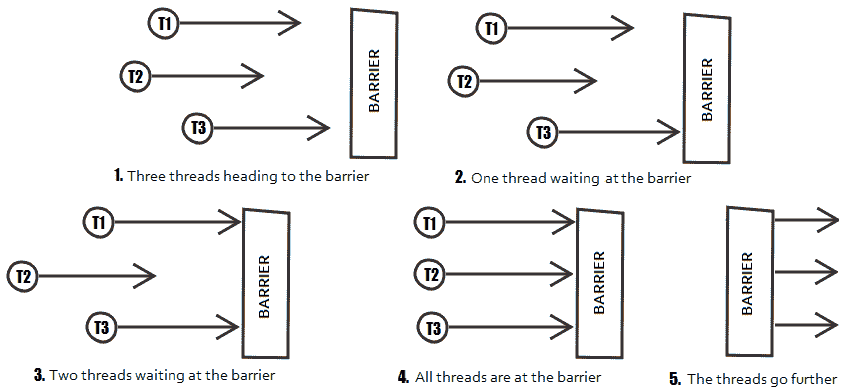 T1
T2
T3
BARRIER
1. Three threads heading to the barrier
T1
T2
T3
BARRIER
2. One thread waiting at the barrier
T1
T2
T3
BARRIER
3. Two threads waiting at the barrier
T1
T2
T3
BARRIER
4. All threads are at the barrier
BARRIER
5. The threads go further